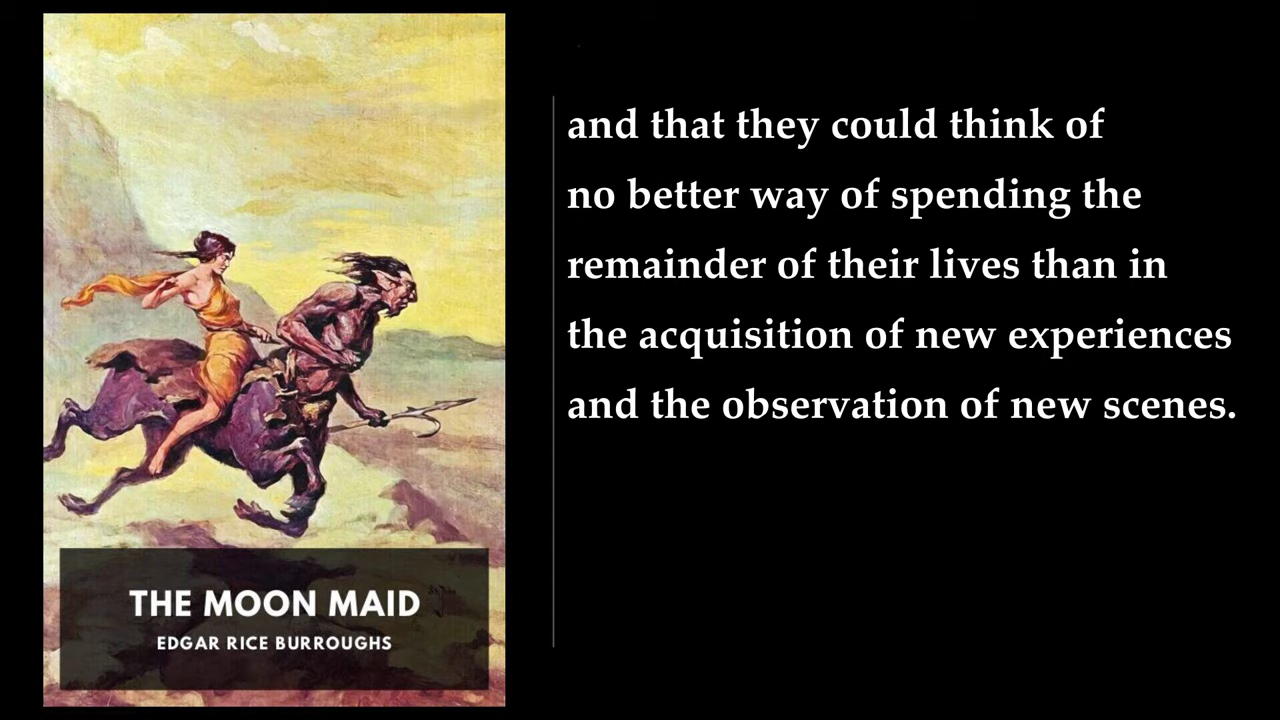 THE MOON MAID
EDGAR RICE BURROUGHS
and that they could think of
no better way of spending the
remainder of their lives than in
the acquisition of new experiences
and the observation of new scenes.